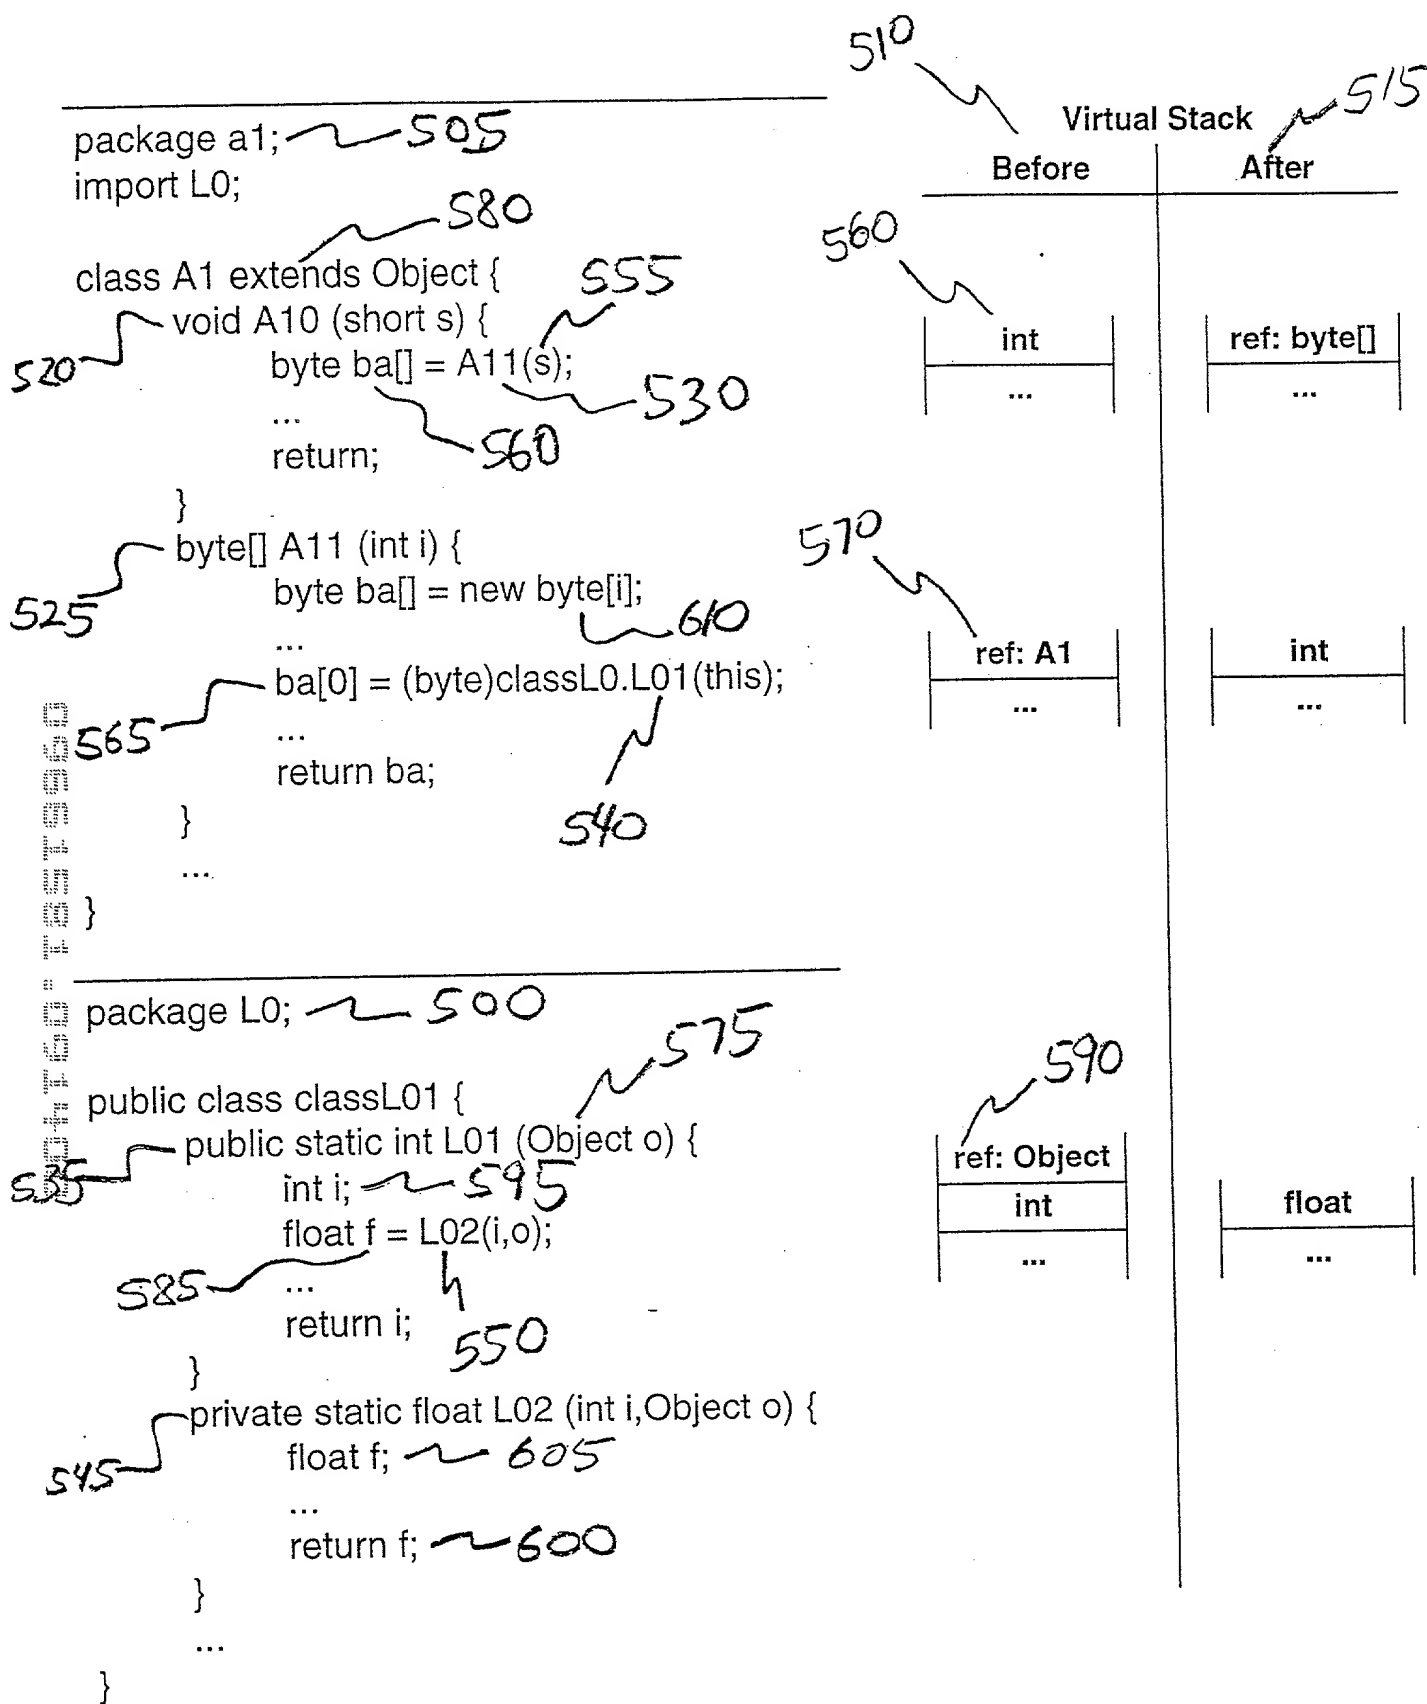 510
515
package a1; 505
import L0;
Virtual Stack
Before After
580
560
class A1 extends Object { 555
520 void A10 (short s) {
byte ba[] = A11(s);
530
...
560
return;
}
int
...
ref: byte[]
...
525 byte[] A11 (int i) {
byte ba[] = new byte[i];
610
...
565 ba[0] = (byte)classL0.L01(this);
...
540
return ba;
}
...
}
570
ref: A1
...
int
...
package L0; 500
575
public class classL01 {
535 public static int L01 (Object o) {
int i; 595
float f = L02(i,o);
585
...
550
return i;
}
590
ref: Object
int
...
float
...
545 private static float L02 (int i,Object o) {
float f; 605
...
return f; 600
}
...
}